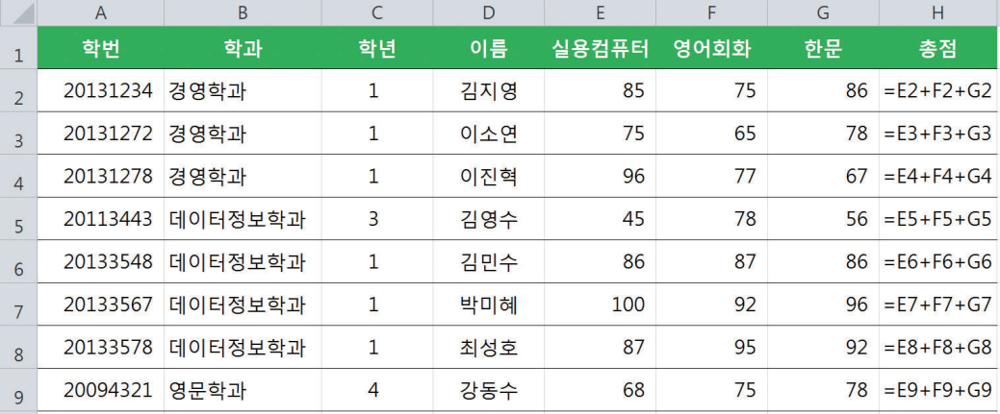 A B C D E F G H
1 학번 학과 학년 이름 실용컴퓨터 영어회화 한문 총점
2 20131234 경영학과 1 김지영 85 75 86 =E2+F2+G2
3 20131272 경영학과 1 이소연 75 65 78 =E3+F3+G3
4 20131278 경영학과 1 이진혁 96 77 67 =E4+F4+G4
5 20113443 데이터정보학과 3 김영수 45 78 56 =E5+F5+G5
6 20133548 데이터정보학과 1 김민수 86 87 86 =E6+F6+G6
7 20133567 데이터정보학과 1 박미혜 100 92 96 =E7+F7+G7
8 20133578 데이터정보학과 1 최성호 87 95 92 =E8+F8+G8
9 20094321 영문학과 4 강동수 68 75 78 =E9+F9+G9